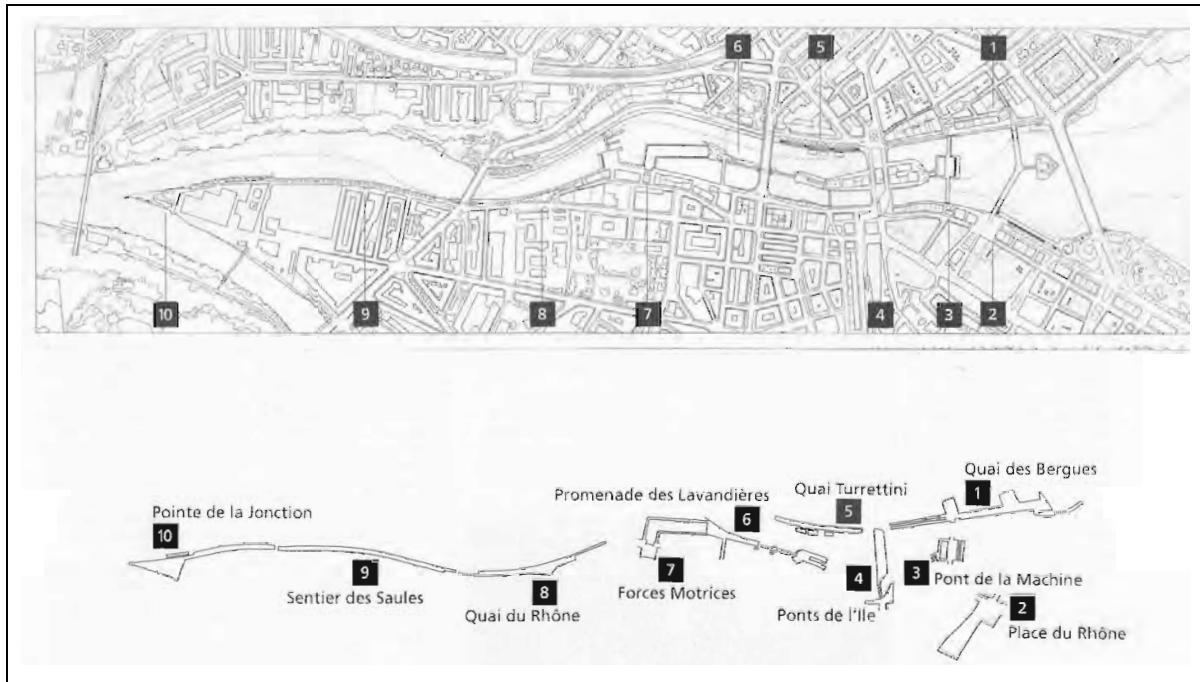 6
5
1
10
9
8
7
4
3
2
Quai des Bergues
1
Promenade des Lavandières
6
Quai Turrettini
5
Pointe de la Jonction
10
9
Sentier des Saules
8
Quai du Rhône
7
Forces Motrices
4
Ponts de l'Ile
3
Pont de la Machine
2
Place du Rhône